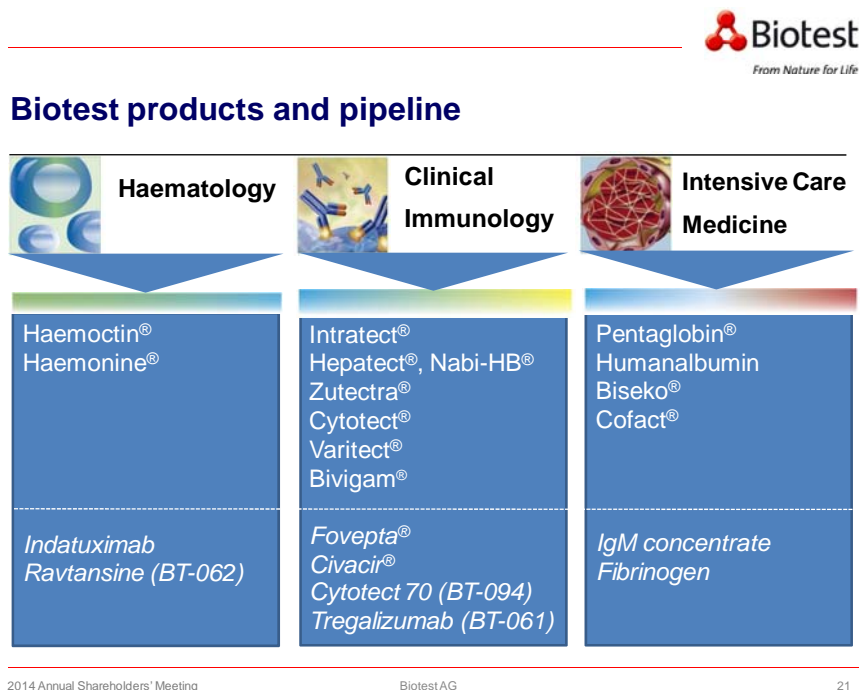 Biotest
From Nature for Life
Biotest products and pipeline
Haematology
Clinical
Immunology
Intensive Care
Medicine
Haemoctin®
Haemonine®
Intratect®
Hepatect®, Nabi-HB®
Zutectra®
Cytotect®
Varitect®
Bivigam®
Pentaglobin®
Humanalbumin
Biseko®
Cofact®
Indatuximab
Ravtansine (BT-062)
Fovepta®
Civacir®
Cytotect 70 (BT-094)
Tregalizumab (BT-061)
IgM concentrate
Fibrinogen
2014 Annual Shareholders' Meeting
Biotest AG
21